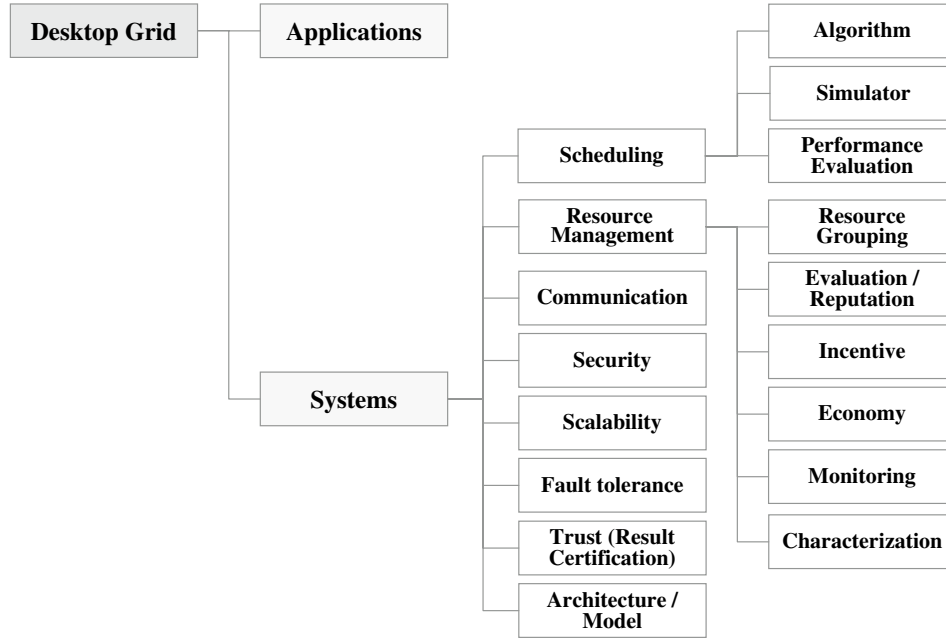 Desktop Grid
Applications
Systems
Scheduling
Resource
Management
Communication
Security
Scalability
Fault tolerance
Trust (Result
Certification)
Architecture /
Model
Algorithm
Simulator
Performance
Evaluation
Resource
Grouping
Evaluation /
Reputation
Incentive
Economy
Monitoring
Characterization